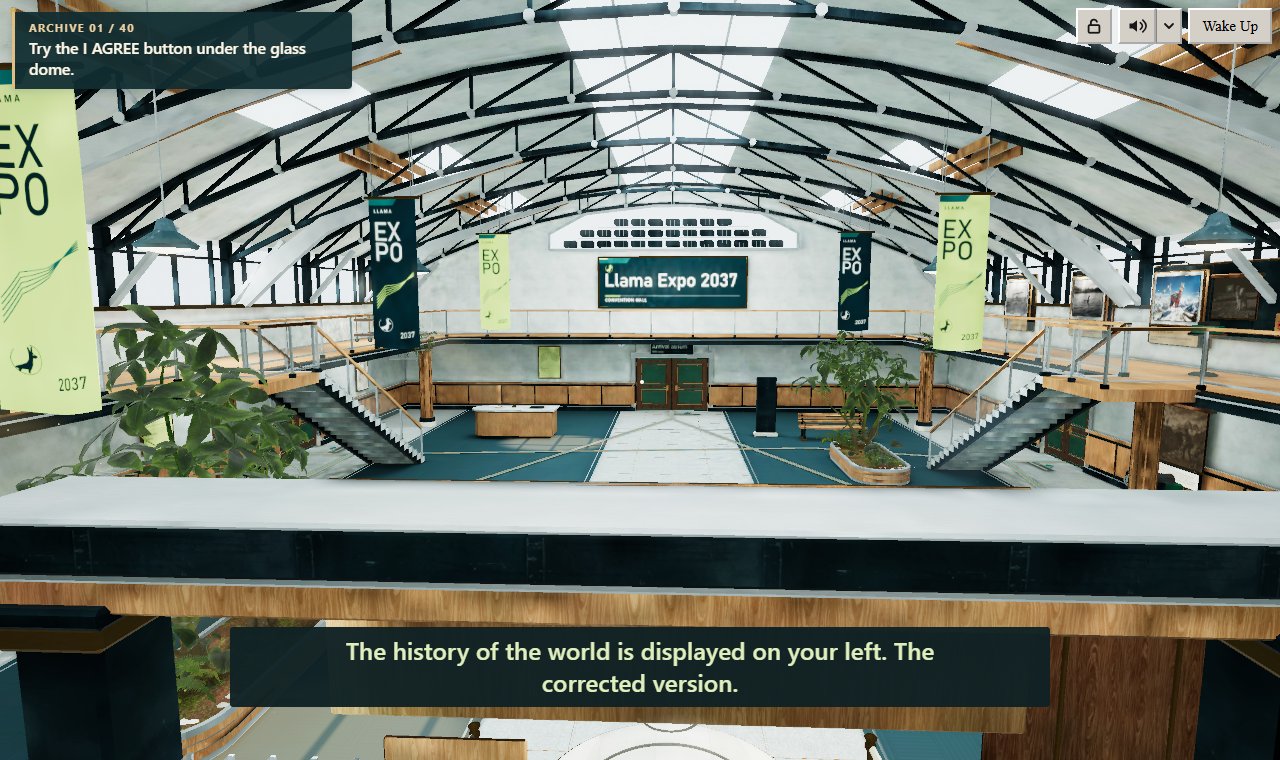 ARCHIVE 01 / 40
Try the I AGREE button under the glass
dome.
Wake Up
EX
PO
2037
LLAMA
EX
PO
2037
EX
PO
Llama Expo 2037
CONVENTION HALL
EX
PO
LLAMA
EX
PO
2037
The history of the world is displayed on your left. The
corrected version.